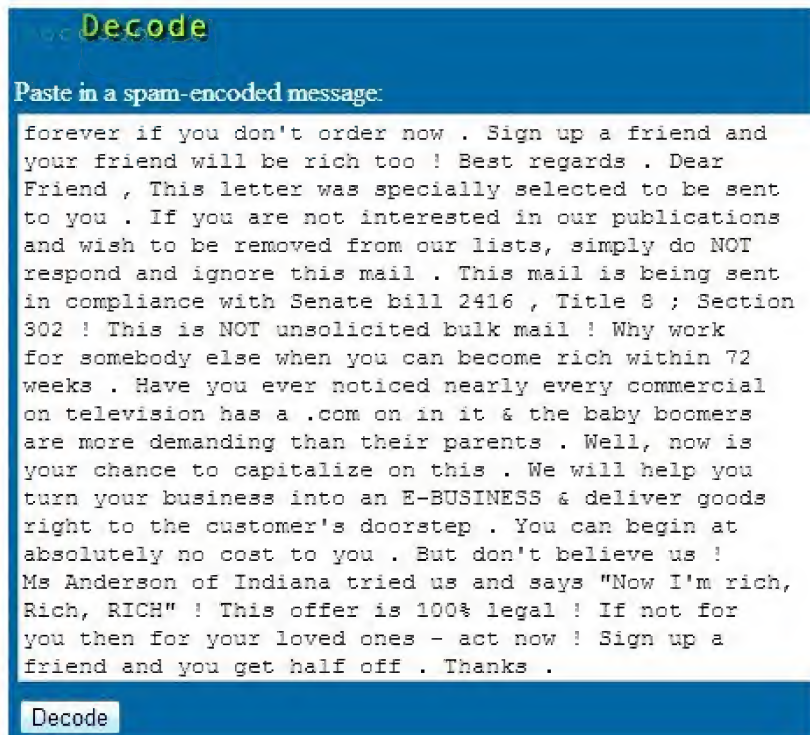 Decode
Paste in a spam-encoded message:
forever if you don't order now . Sign up a friend and
your friend will be rich too ! Best regards . Dear
Friend , This letter was specially selected to be sent
to you . If you are not interested in our publications
and wish to be removed from our lists, simply do NOT
respond and ignore this mail . This mail is being sent
in compliance with Senate bill 2416 , Title 8 ; Section
302 ! This is NOT unsolicited bulk mail ! Why work
for somebody else when you can become rich within 72
weeks . Have you ever noticed nearly every commercial
on television has a .com on in it & the baby boomers
are more demanding than their parents . Well, now is
your chance to capitalize on this . We will help you
turn your business into an E-BUSINESS & deliver goods
right to the customer's doorstep . You can begin at
absolutely no cost to you . But don't believe us !
Ms Anderson of Indiana tried us and says "Now I'm rich,
Rich, RICH" ! This offer is 100% legal ! If not for
you then for your loved ones - act now ! Sign up a
friend and you get half off . Thanks .
Decode